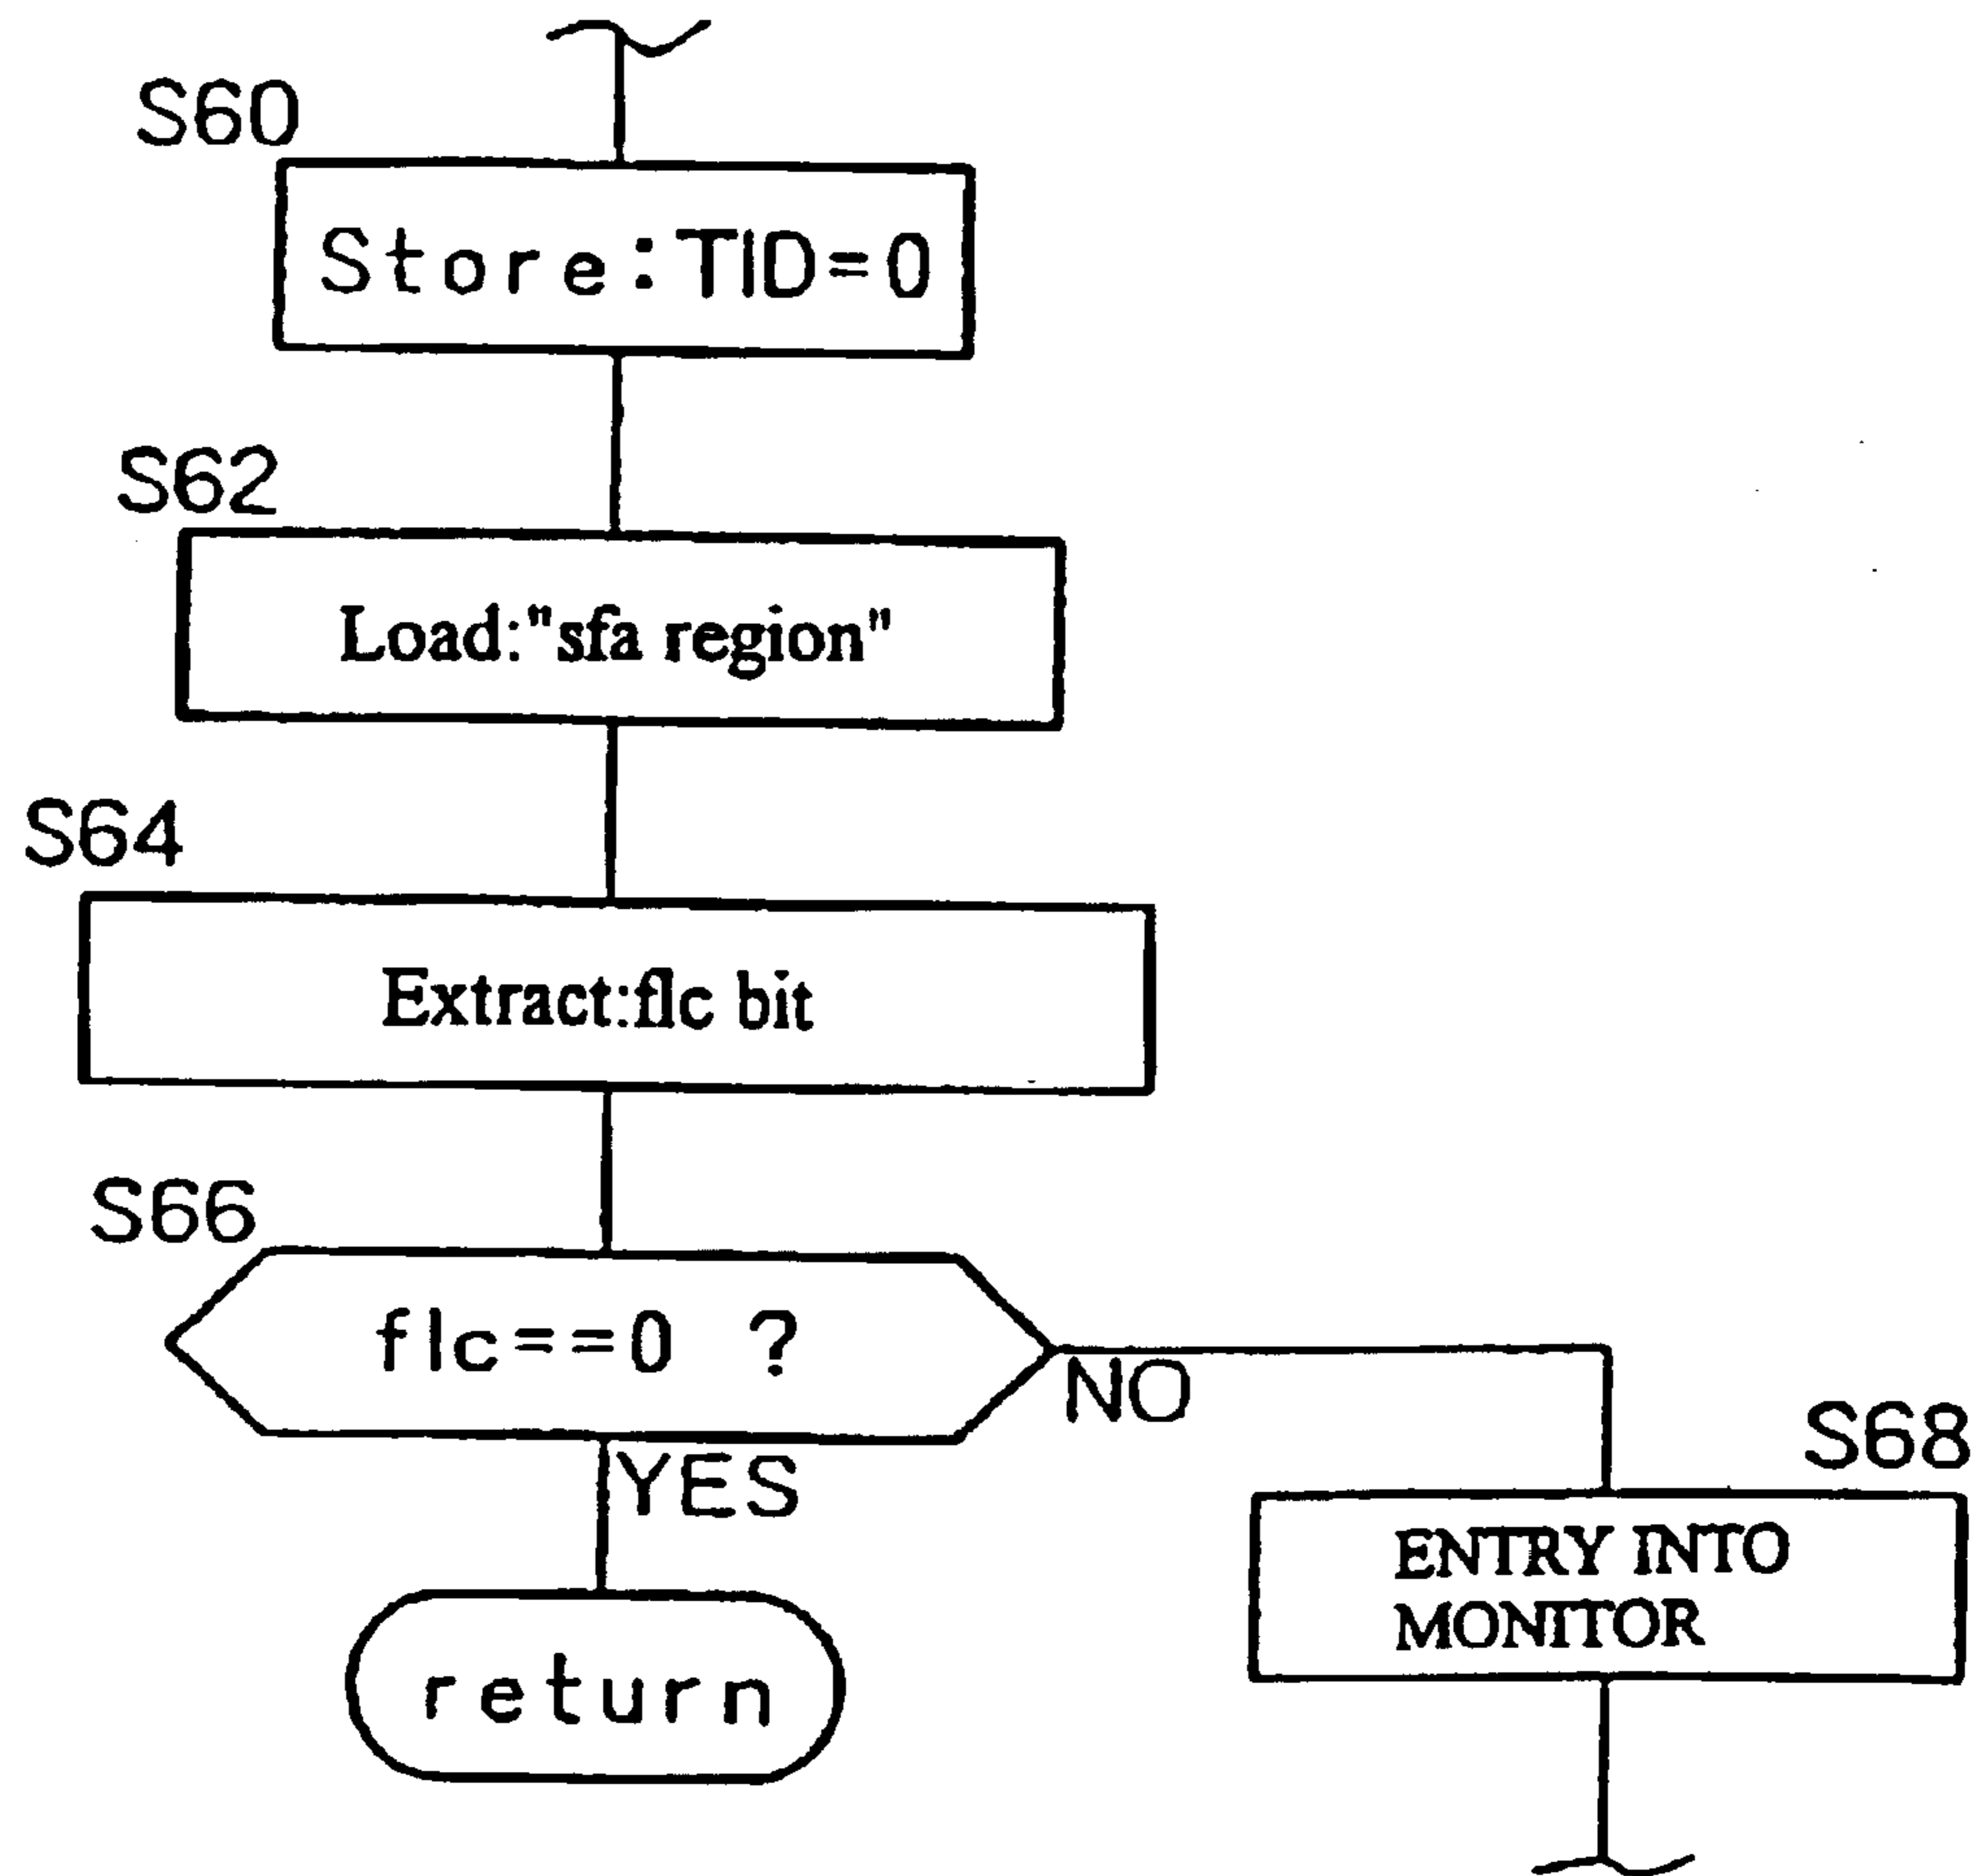 S60
Store:TID=0
S62
Load:"sfa region"
S64
Extract:flc bit
S66
flc==0 ?
NO
YES
S68
ENTRY INTO
MONITOR
return